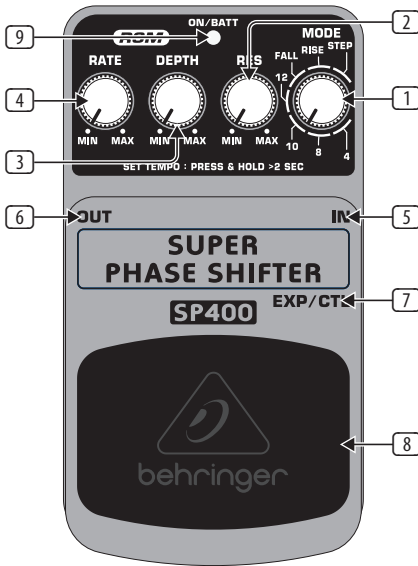 ON/BATT
MODE
RATE DEPTH RES
FALL RISE STEP
12 10 8 4
MIN MAX MIN MAX MIN MAX
SET TEMPO : PRESS & HOLD >2 SEC
OUT IN
SUPER
PHASE SHIFTER
EXP/CT
SP400
behringer
9
4
3
6
2
1
5
7
8